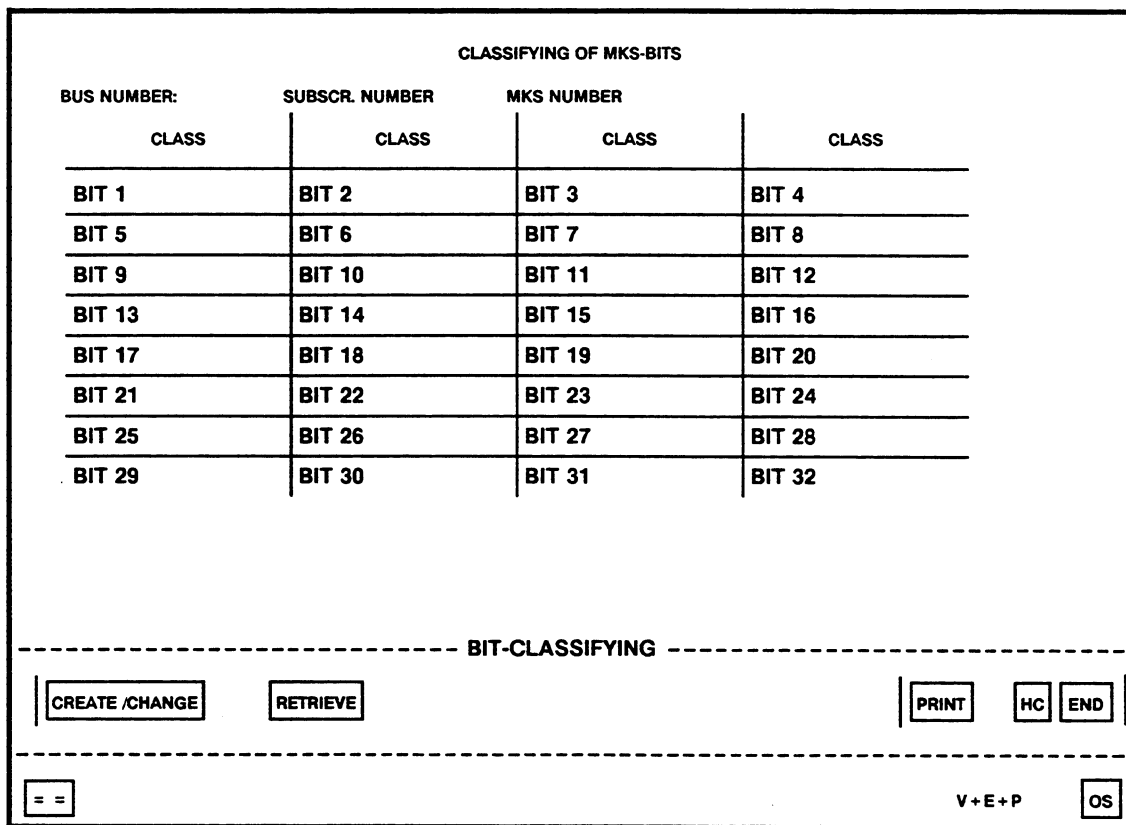 CLASSIFYING OF MKS-BITS
BUS NUMBER: SUBSCR. NUMBER MKS NUMBER
CLASS CLASS CLASS CLASS
BIT 1 BIT 2 BIT 3 BIT 4
BIT 5 BIT 6 BIT 7 BIT 8
BIT 9 BIT 10 BIT 11 BIT 12
BIT 13 BIT 14 BIT 15 BIT 16
BIT 17 BIT 18 BIT 19 BIT 20
BIT 21 BIT 22 BIT 23 BIT 24
BIT 25 BIT 26 BIT 27 BIT 28
BIT 29 BIT 30 BIT 31 BIT 32
BIT-CLASSIFYING
CREATE /CHANGE RETRIEVE PRINT HC END
= = V+E+P OS